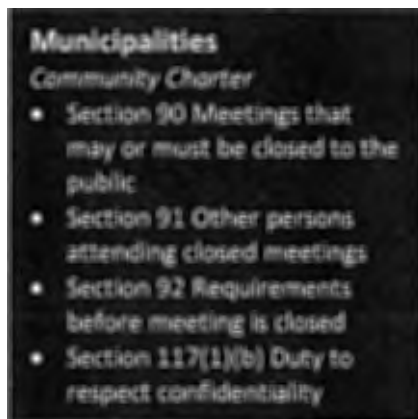 Municipalities
Community Charter
• Section 90 Meetings that
may or must be closed to the
public
• Section 91 Other persons
attending closed meetings
• Section 92 Requirements
before meeting is closed
• Section 117(1)(b) Duty to
respect confidentiality